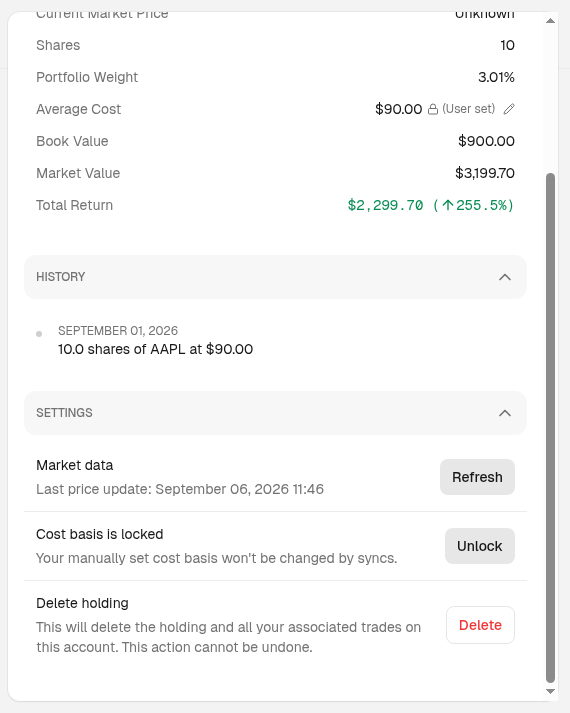 Current Market Price Unknown
Shares 10
Portfolio Weight 3.01%
Average Cost $90.00 (User set)
Book Value $900.00
Market Value $3,199.70
Total Return $2,299.70 (↑255.5%)
HISTORY
SEPTEMBER 01, 2026
10.0 shares of AAPL at $90.00
SETTINGS
Market data
Last price update: September 06, 2026 11:46
Refresh
Cost basis is locked
Your manually set cost basis won't be changed by syncs.
Unlock
Delete holding
This will delete the holding and all your associated trades on
this account. This action cannot be undone.
Delete